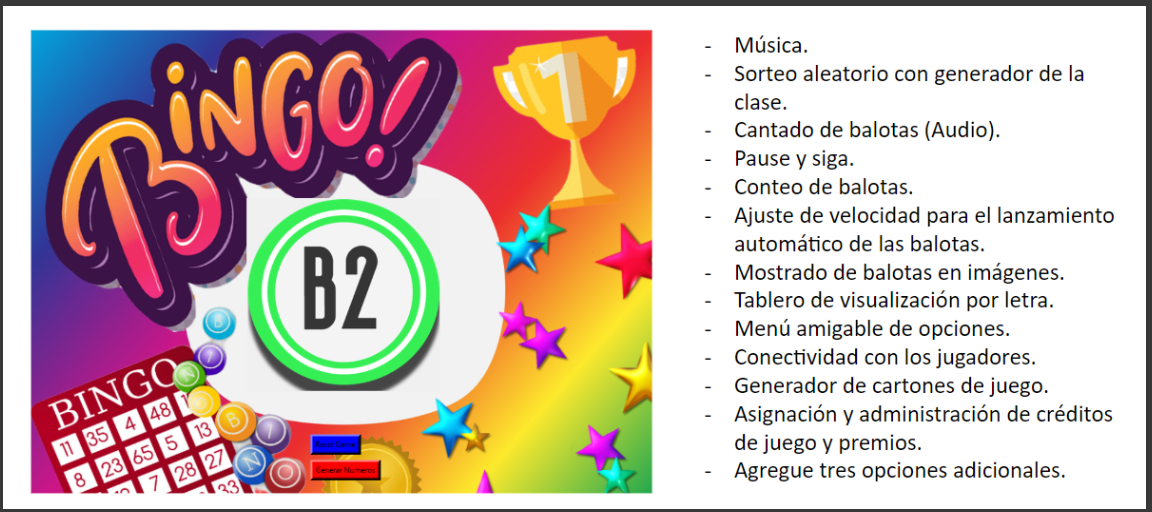 BiNGO!
1
B2
B
I
N
B
I
N
O
BINGO
11 35 4 48
8 23 65 5 13
7 28 27
33
Generar Numeros
- Música.
- Sorteo aleatorio con generador de la
clase.
- Cantado de balotas (Audio).
- Pause y siga.
- Conteo de balotas.
- Ajuste de velocidad para el lanzamiento
automático de las balotas.
- Mostrado de balotas en imágenes.
- Tablero de visualización por letra.
- Menú amigable de opciones.
- Conectividad con los jugadores.
- Generador de cartones de juego.
- Asignación y administración de créditos
de juego y premios.
- Agregue tres opciones adicionales.